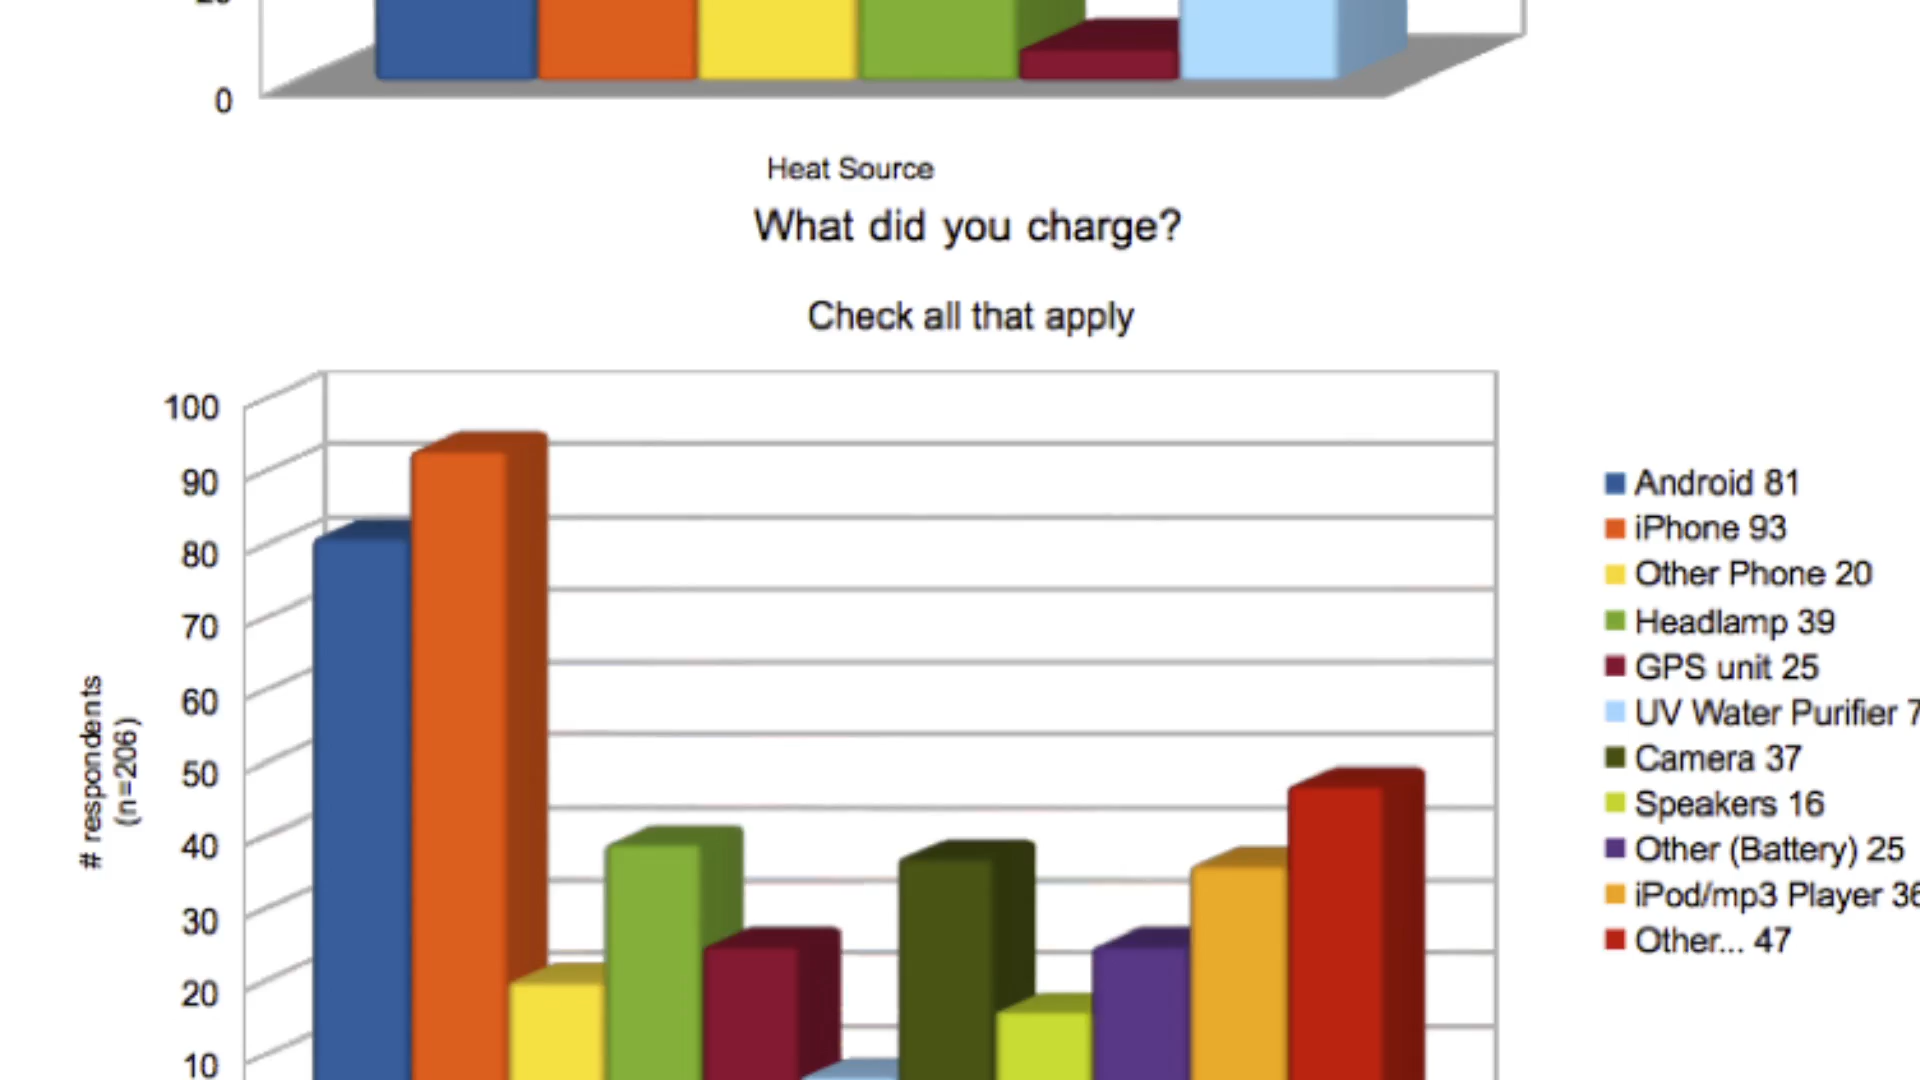 0
Heat Source
What did you charge?
Check all that apply
100
90
80
70
60
50
40
30
20
10
# respondents
(n=206)
Android 81
iPhone 93
Other Phone 20
Headlamp 39
GPS unit 25
UV Water Purifier 7
Camera 37
Speakers 16
Other (Battery) 25
iPod/mp3 Player 36
Other... 47